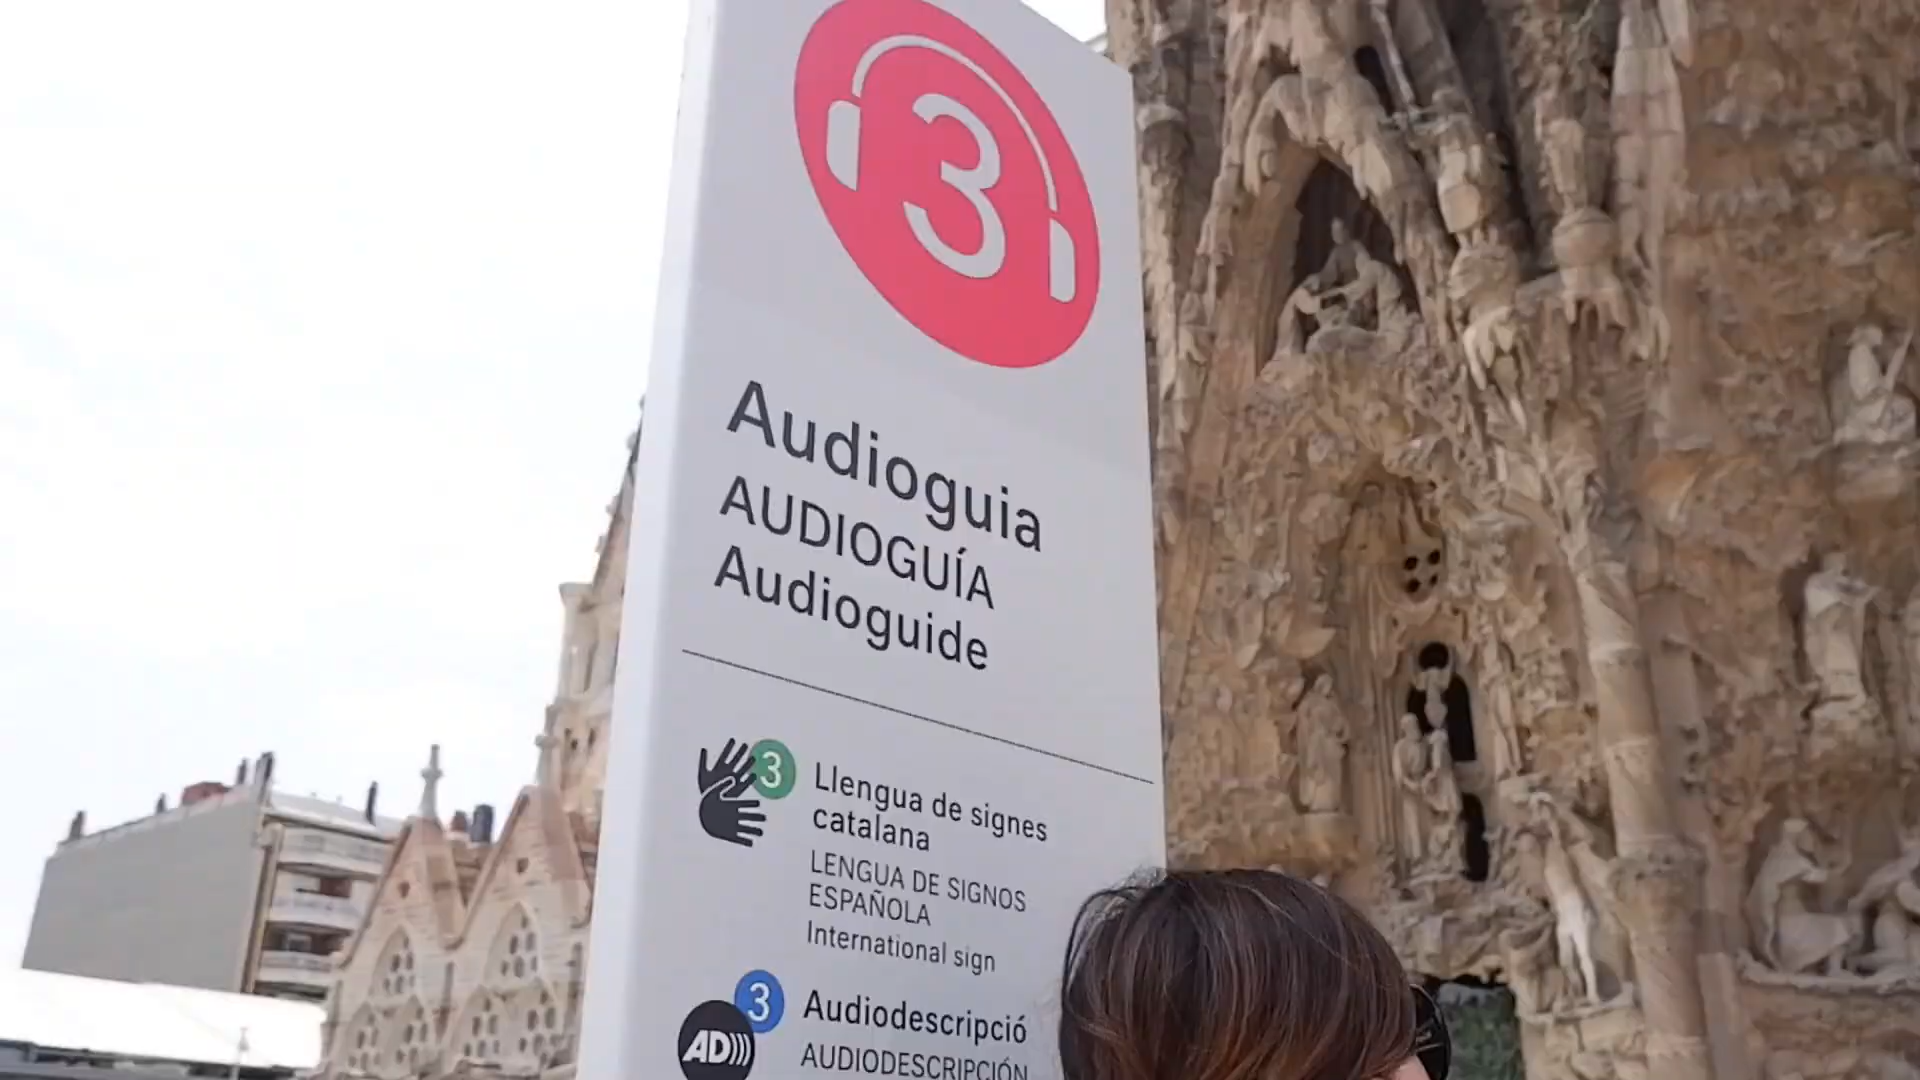 3
Audioguia
AUDIOGUÍA
Audioguide
3
Llengua de signes
catalana
LENGUA DE SIGNOS
ESPAÑOLA
International sign
3
AD)))
Audiodescripció
AUDIODESCRIPCIÓN